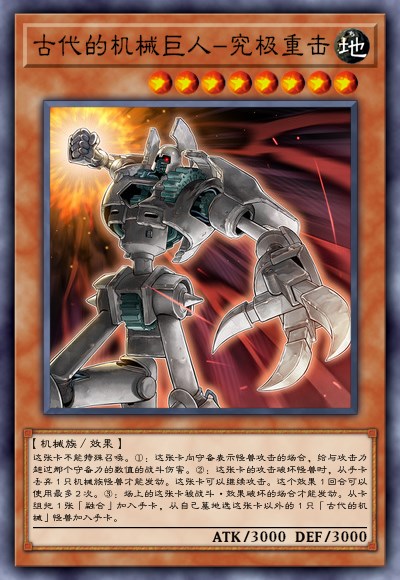 古代的机械巨人-究极重击
地
【机械族／效果】
这张卡不能特殊召唤。①：这张卡向守备表示怪兽攻击的场合，给与攻击力
超过那个守备力的数值的战斗伤害。②：这张卡的攻击破坏怪兽时，从手卡
丢弃1只机械族怪兽才能发动。这张卡可以继续攻击。这个效果1回合可以
使用最多2次。③：场上的这张卡被战斗·效果破坏的场合才能发动。从卡
组把1张「融合」加入手卡，从自己墓地选这张卡以外的1只「古代的机
械」怪兽加入手卡。
ATK/3000 DEF/3000